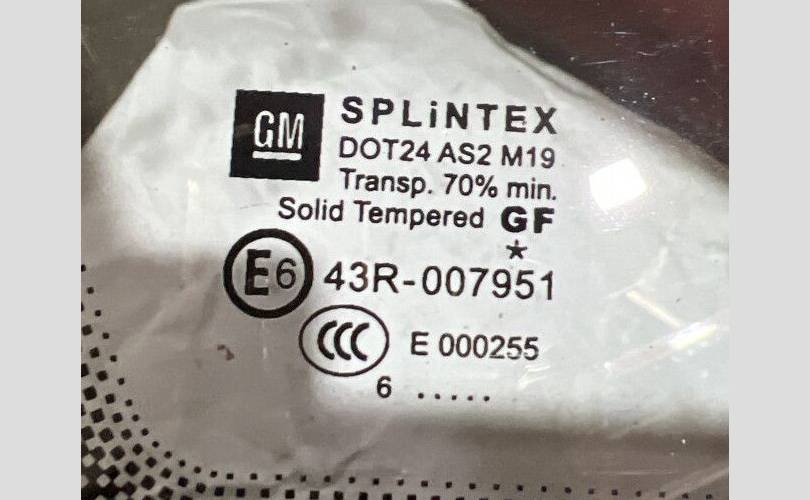 GM
SPLiNTEX
DOT24 AS2 M19
Transp. 70% min.
Solid Tempered GF
*
E6 43R-007951
CCC E 000255
6 .....